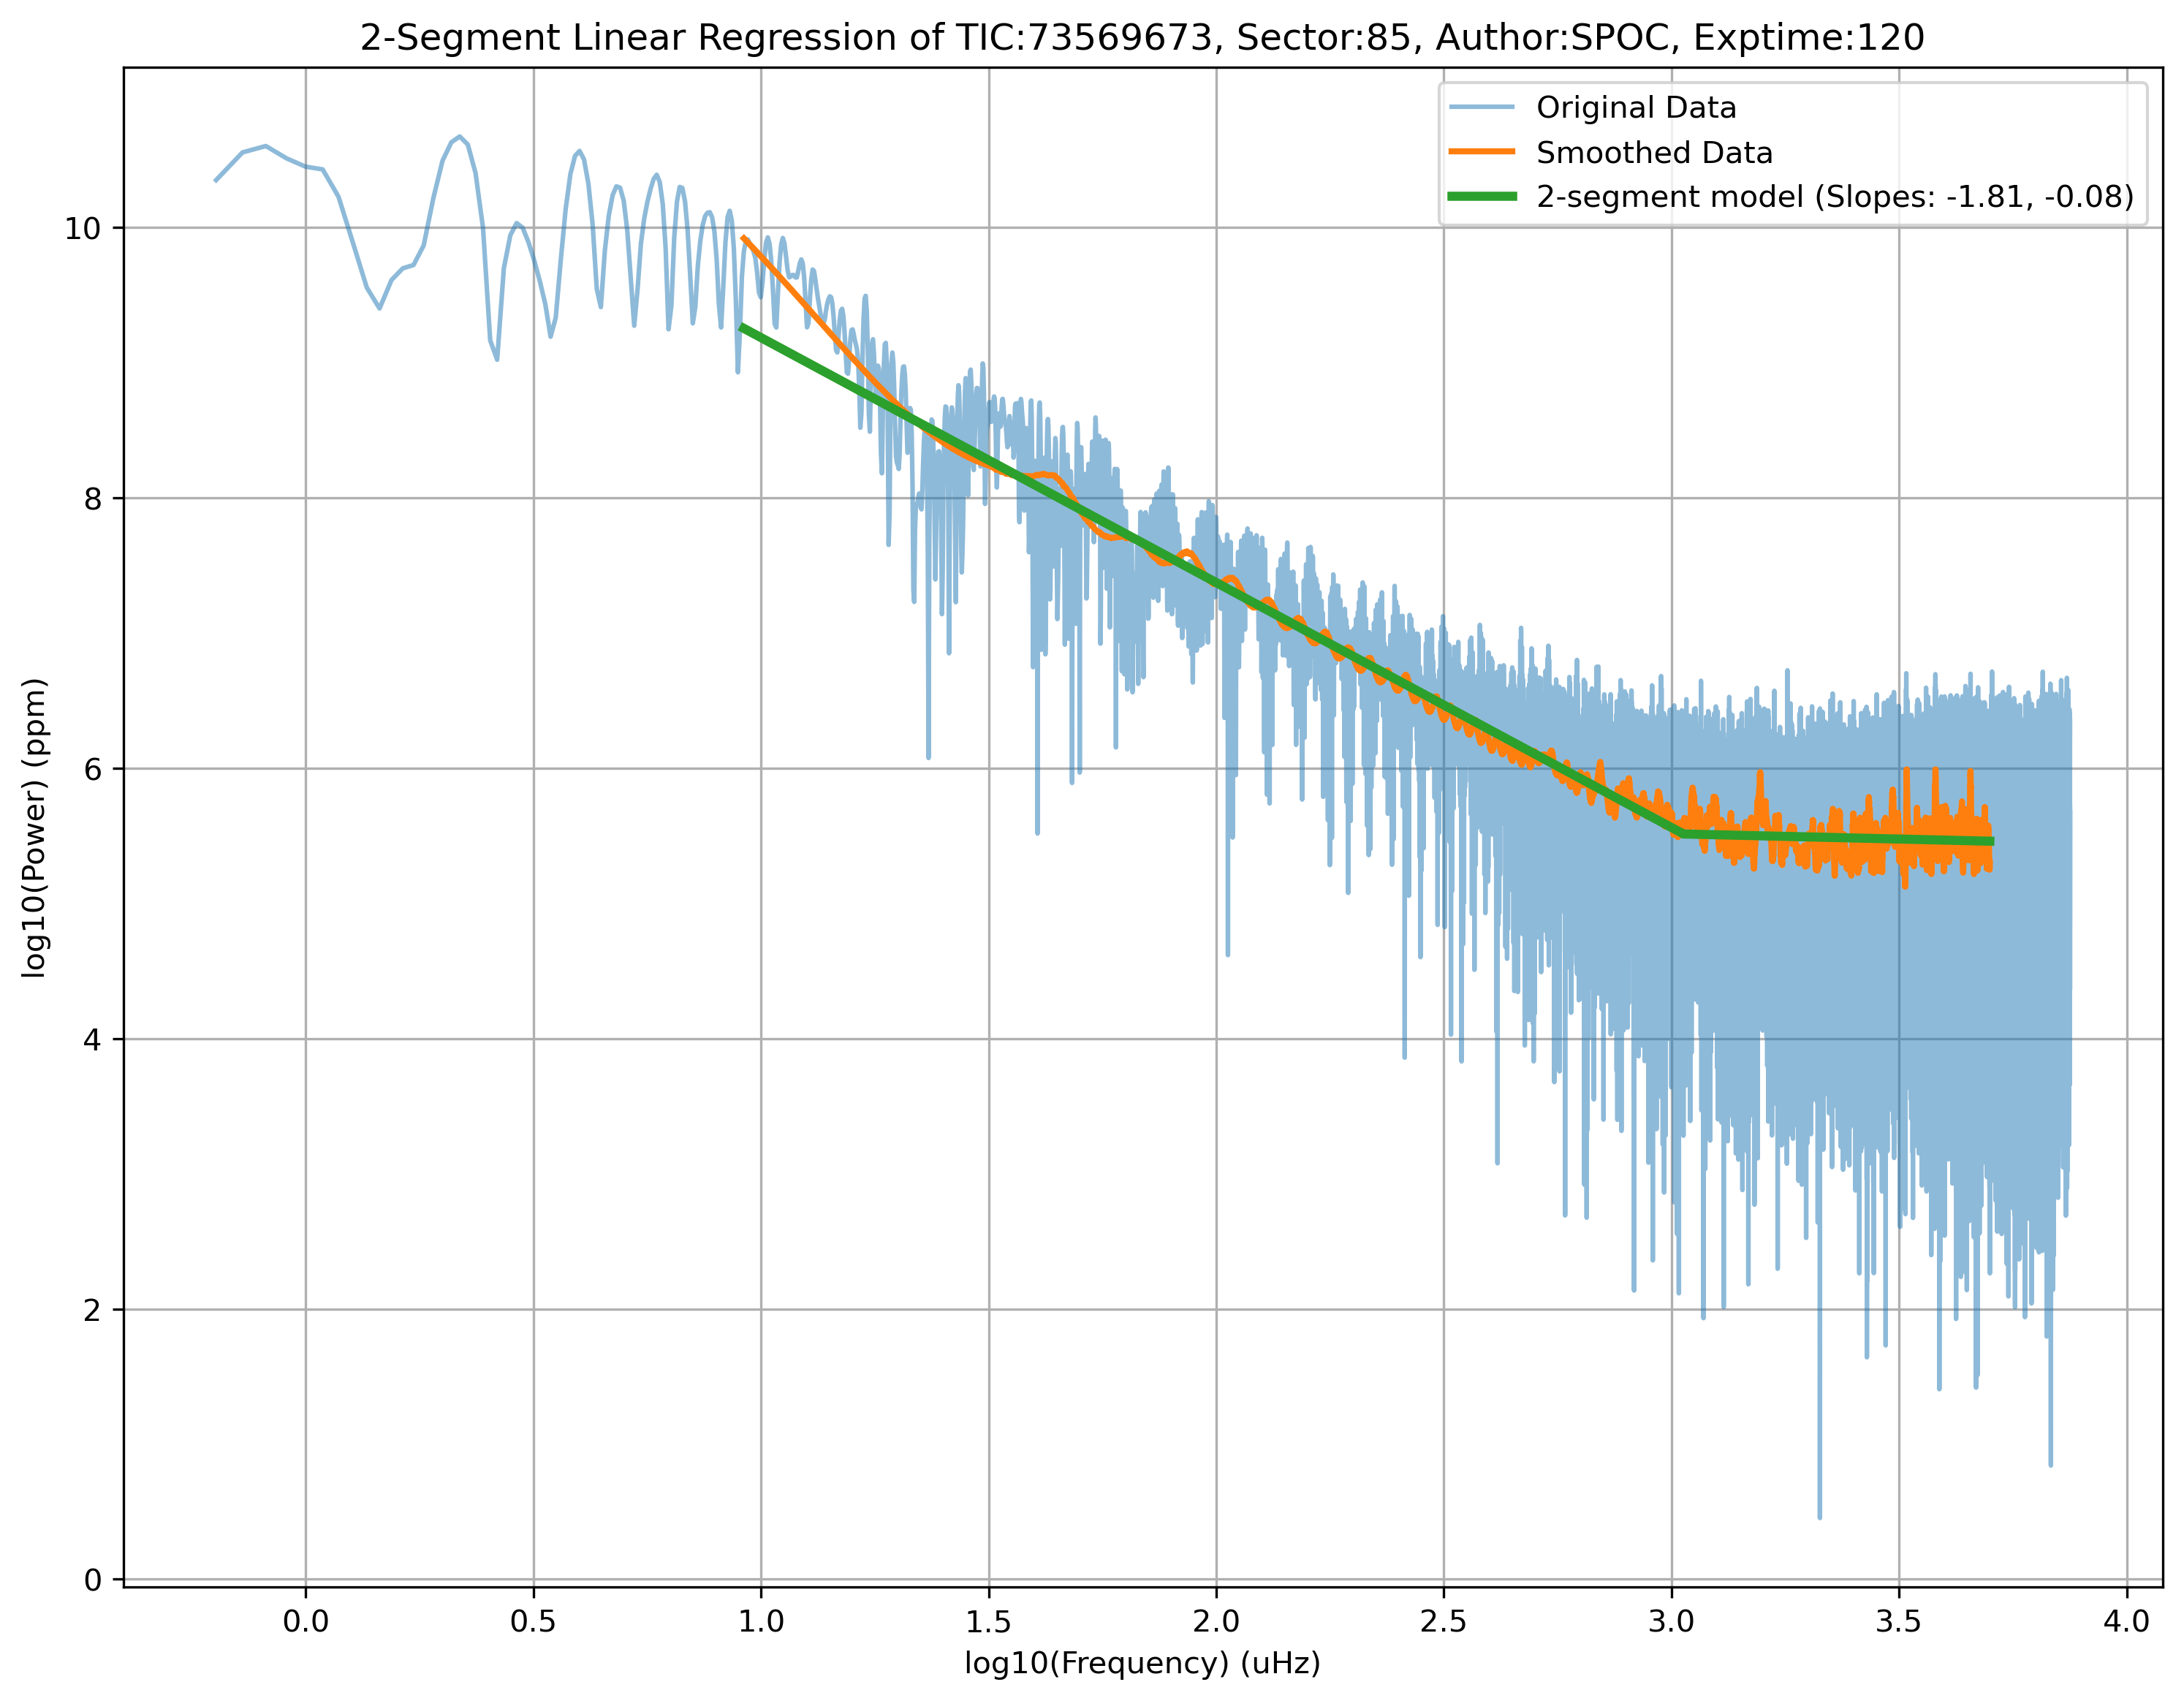 2-Segment Linear Regression of TIC:73569673, Sector:85, Author:SPOC, Exptime:120
Original Data
Smoothed Data
2-segment model (Slopes: -1.81, -0.08)
log10(Power) (ppm)
10
8
6
4
2
0
0.0 0.5 1.0 1.5 2.0 2.5 3.0 3.5 4.0
log10(Frequency) (uHz)